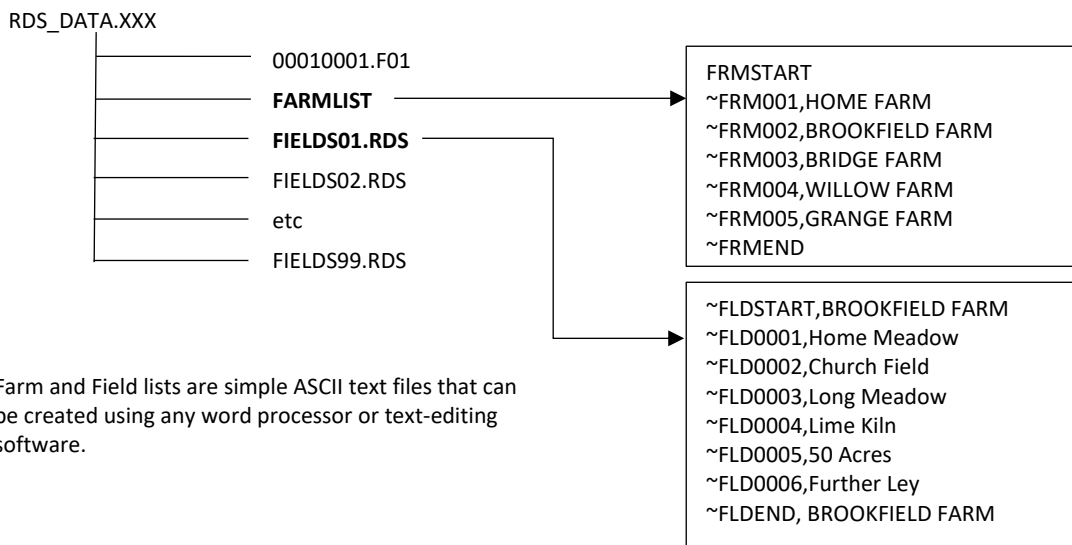 RDS_DATA.XXX
00010001.F01
FARMLIST
FIELDS01.RDS
FIELDS02.RDS
etc
FIELDS99.RDS
FRMSTART
~FRM001,HOME FARM
~FRM002,BROOKFIELD FARM
~FRM003,BRIDGE FARM
~FRM004,WILLOW FARM
~FRM005,GRANGE FARM
~FRMEND
~FLDSTART,BROOKFIELD FARM
~FLD0001,Home Meadow
~FLD0002,Church Field
~FLD0003,Long Meadow
~FLD0004,Lime Kiln
~FLD0005,50 Acres
~FLD0006,Further Ley
~FLDEND, BROOKFIELD FARM
Farm and Field lists are simple ASCII text files that can
be created using any word processor or text-editing
software.